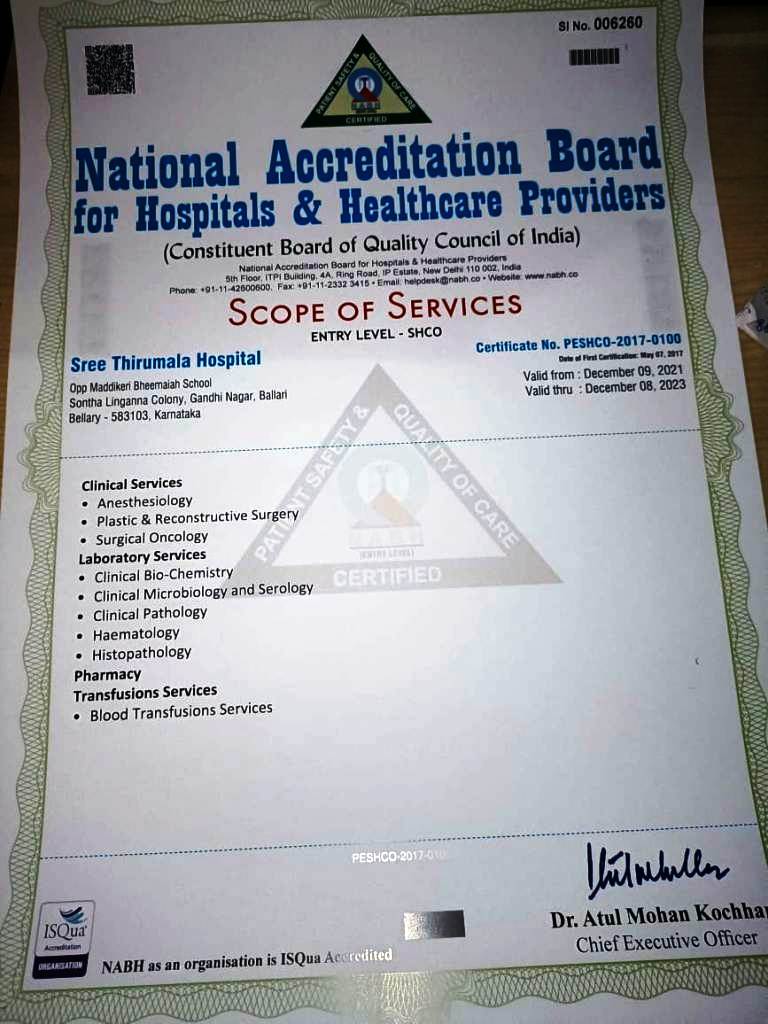 SI No. 006260
PATIENT SAFETY & QUALITY OF CARE
NABH
CERTIFIED
National Accreditation Board
for Hospitals & Healthcare Providers
(Constituent Board of Quality Council of India)
National Accreditation Board for Hospitals & Healthcare Providers
5th Floor, ITPI Building, 4A, Ring Road, IP Estate, New Delhi 110 002, India
Phone: +91-11-42600600, Fax: +91-11-2332 3415 • Email: helpdesk@nabh.co • Website: www.nabh.co
SCOPE OF SERVICES
ENTRY LEVEL - SHCO
Sree Thirumala Hospital
Opp Maddikeri Bheemaiah School
Sontha Linganna Colony, Gandhi Nagar, Ballari
Bellary - 583103, Karnataka
Certificate No. PESHCO-2017-0100
Date of First Certification: May 07, 2017
Valid from : December 09, 2021
Valid thru : December 08, 2023
PATIENT SAFETY & QUALITY OF CARE
NABH
(ENTRY LEVEL)
CERTIFIED
Clinical Services
• Anesthesiology
• Plastic & Reconstructive Surgery
• Surgical Oncology
Laboratory Services
• Clinical Bio-Chemistry
• Clinical Microbiology and Serology
• Clinical Pathology
• Haematology
• Histopathology
Pharmacy
Transfusions Services
• Blood Transfusions Services
PESHCO-2017-010
ISQua
Accreditation
ORGANISATION
NABH as an organisation is ISQua Accredited
Dr. Atul Mohan Kochha
Chief Executive Officer